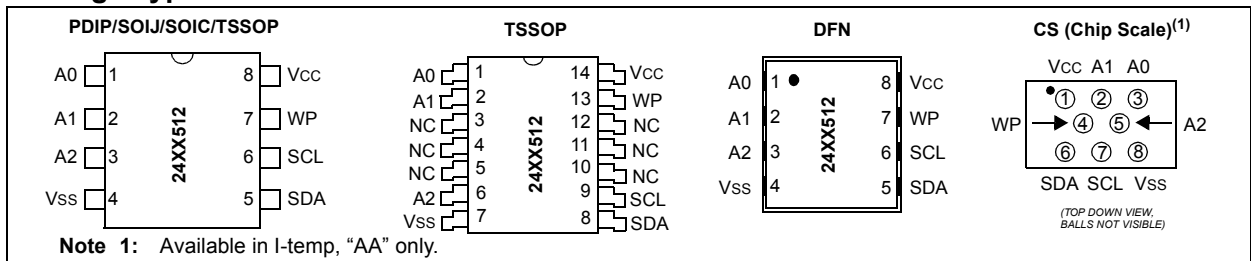 PDIP/SOIJ/SOIC/TSSOP
A0 1 8 VCC
A1 2 7 WP
A2 3 6 SCL
VSS 4 5 SDA
24XX512
TSSOP
A0 1 14 VCC
A1 2 13 WP
NC 3 12 NC
NC 4 11 NC
NC 5 10 NC
A2 6 9 SCL
VSS 7 8 SDA
24XX512
DFN
A0 1 8 VCC
A1 2 7 WP
A2 3 6 SCL
VSS 4 5 SDA
24XX512
CS (Chip Scale)(1)
VCC A1 A0
1 2 3
WP 4 5 A2
6 7 8
SDA SCL VSS
(TOP DOWN VIEW,
BALLS NOT VISIBLE)
Note 1: Available in I-temp, “AA” only.